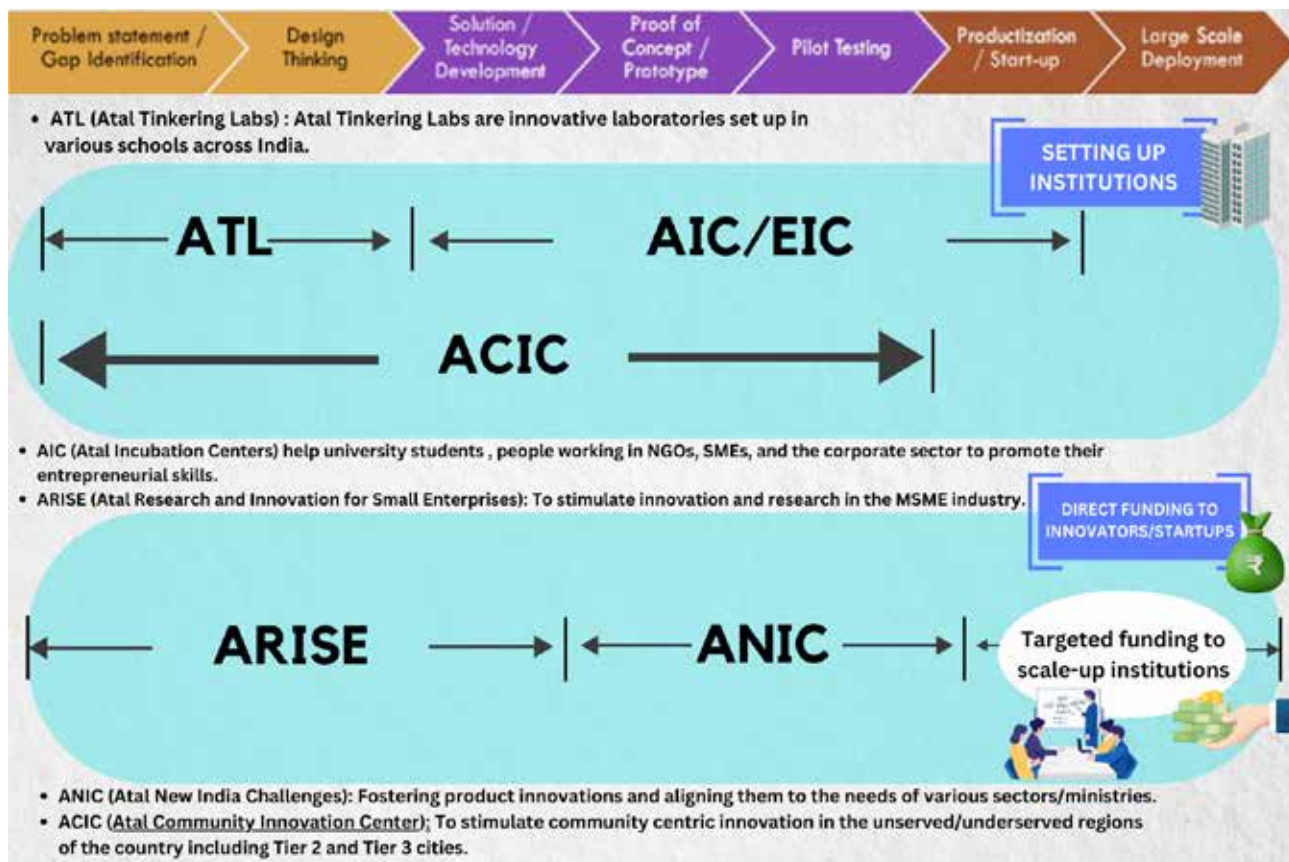 Problem statement /
Gap Identification
Design
Thinking
Solution /
Technology
Development
Proof of
Concept /
Prototype
Pilot Testing
Productization
/ Start-up
Large Scale
Deployment
• ATL (Atal Tinkering Labs) : Atal Tinkering Labs are innovative laboratories set up in
various schools across India.
SETTING UP
INSTITUTIONS
ATL
AIC/EIC
ACIC
• AIC (Atal Incubation Centers) help university students , people working in NGOs, SMEs, and the corporate sector to promote their
entrepreneurial skills.
• ARISE (Atal Research and Innovation for Small Enterprises): To stimulate innovation and research in the MSME industry.
DIRECT FUNDING TO
INNOVATORS/STARTUPS
₹
ARISE
ANIC
Targeted funding to
scale-up institutions
• ANIC (Atal New India Challenges): Fostering product innovations and aligning them to the needs of various sectors/ministries.
• ACIC (Atal Community Innovation Center): To stimulate community centric innovation in the unserved/underserved regions
of the country including Tier 2 and Tier 3 cities.